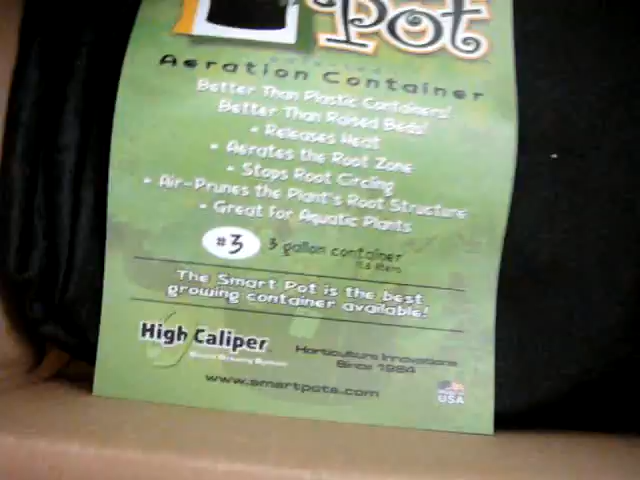 Pot
Aeration Container
Better Than Plastic Containers!
Better Than Raised Beds!
• Releases Heat
• Aerates the Root Zone
• Stops Root Circling
• Air-Prunes the Plant's Root Structure
• Great for Aquatic Plants
#3 3 gallon container
liters
The Smart Pot is the best
growing container available!
High Caliper
Horticulture Innovations
Since 1984
www.smartpots.com
USA